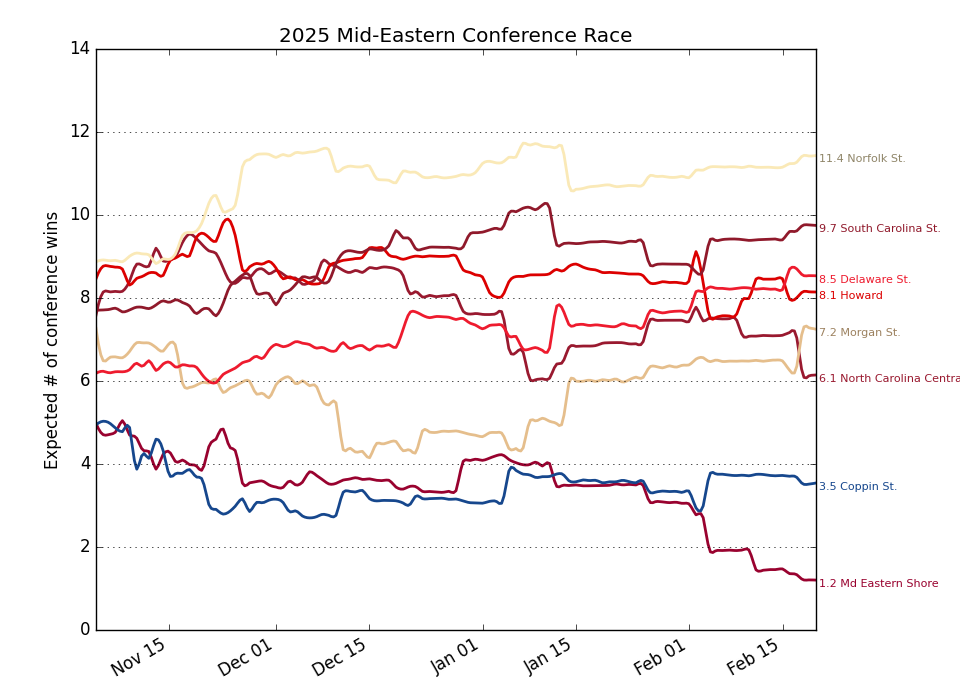 2025 Mid-Eastern Conference Race
Expected # of conference wins
14
12
10
8
6
4
2
0
11.4 Norfolk St.
9.7 South Carolina St.
8.5 Delaware St.
8.1 Howard
7.2 Morgan St.
6.1 North Carolina Centra
3.5 Coppin St.
1.2 Md Eastern Shore
Nov 15
Dec 01
Dec 15
Jan 01
Jan 15
Feb 01
Feb 15